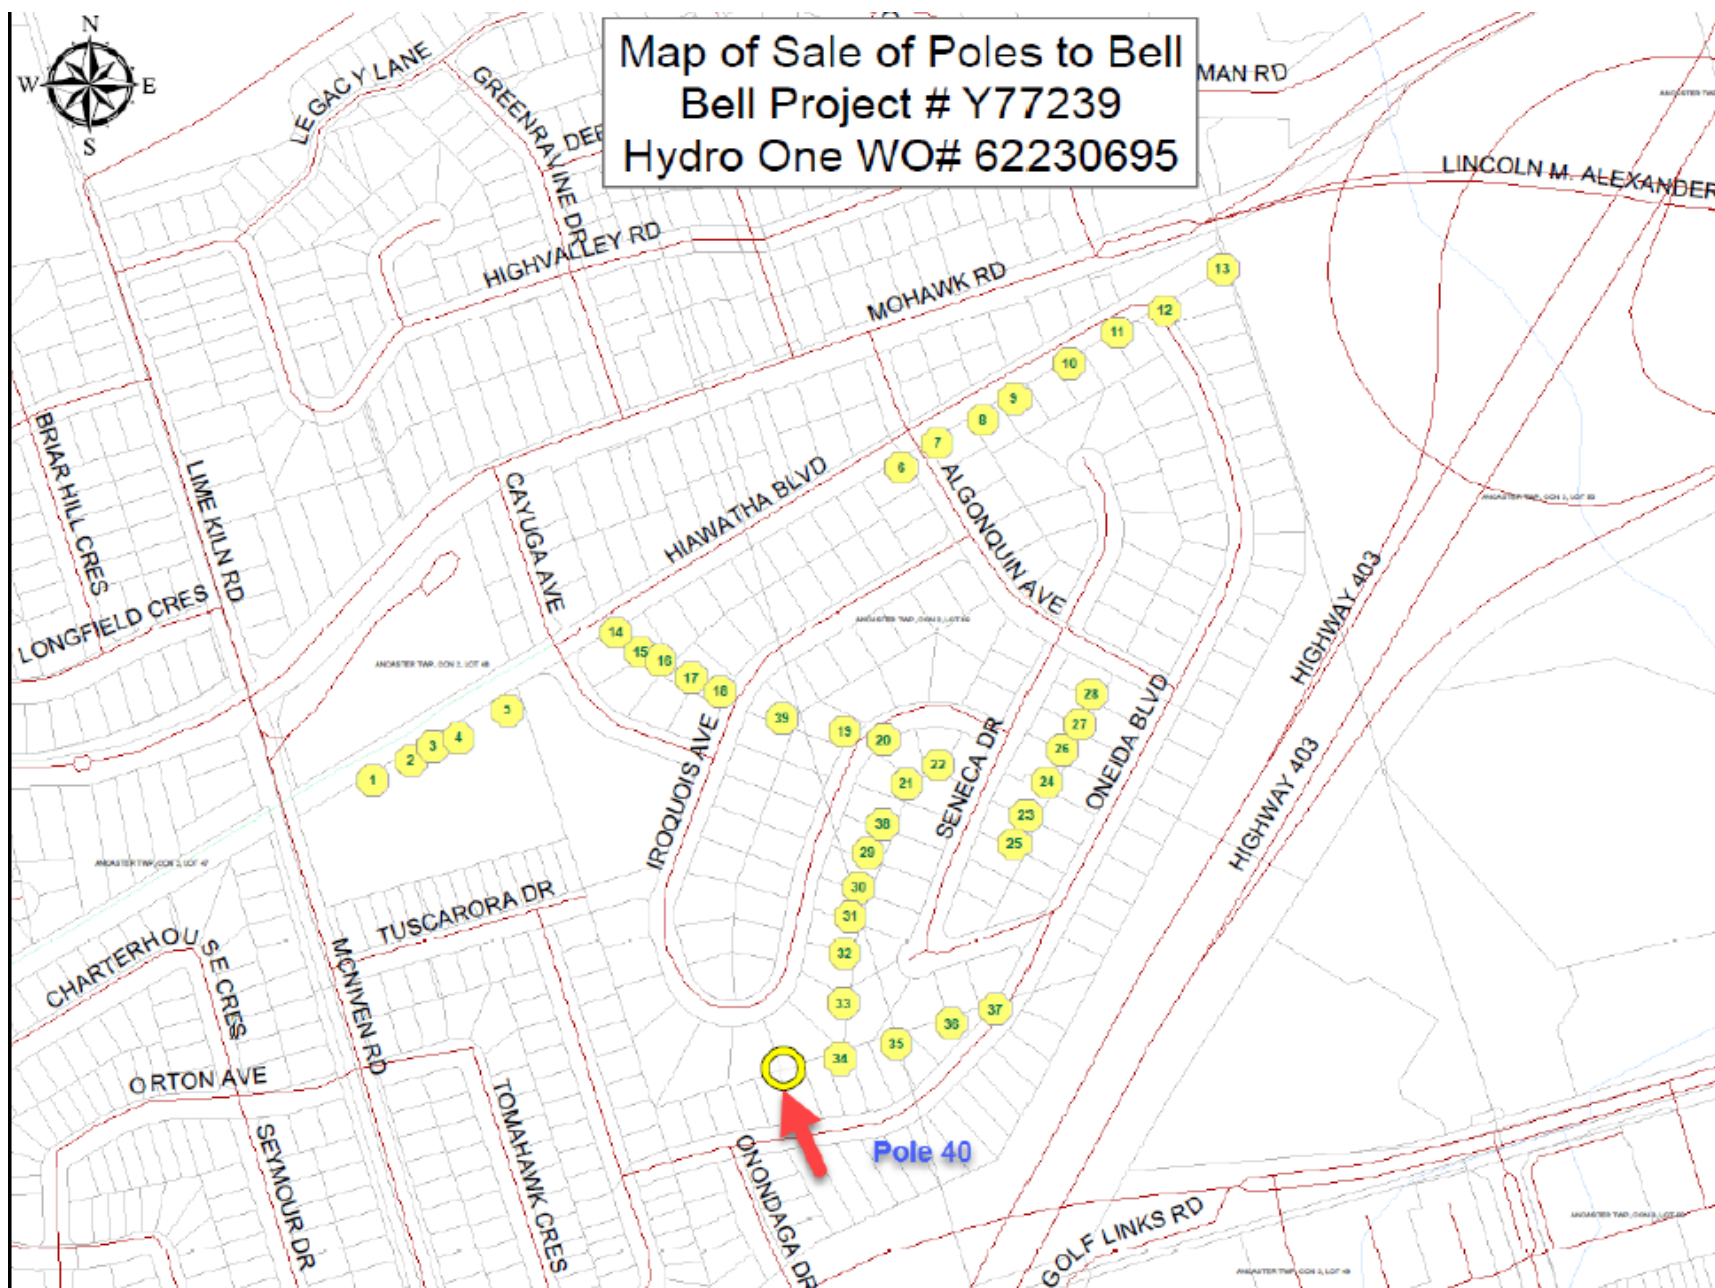 N
W
E
S
Map of Sale of Poles to Bell
Bell Project # Y77239
Hydro One WO# 62230695
MAN RD
LEGACY LANE
GREENRAVINE DR
DEE
HIGHVALLEY RD
LINCOLN M. ALEXANDER
MOHAWK RD
13
12
11
10
9
8
7
6
BRIAR HILL CRES
LIME KILN RD
CAYUGA AVE
HIAWATHA BLVD
ALGONQUIN AVE
HIGHWAY 403
LONGFIELD CRES
14
15
16
17
18
39
19
20
22
21
38
29
30
31
32
33
34
35
36
37
28
27
26
24
23
25
5
4
3
2
1
IROQUOIS AVE
SENECA DR
ONEIDA BLVD
HIGHWAY 403
TUSCARORA DR
CHARTERHOUSE CRES
MCNIVEN RD
ORTON AVE
SEYMOUR DR
TOMAHAWK CRES
ONONDAGA DR
Pole 40
GOLF LINKS RD